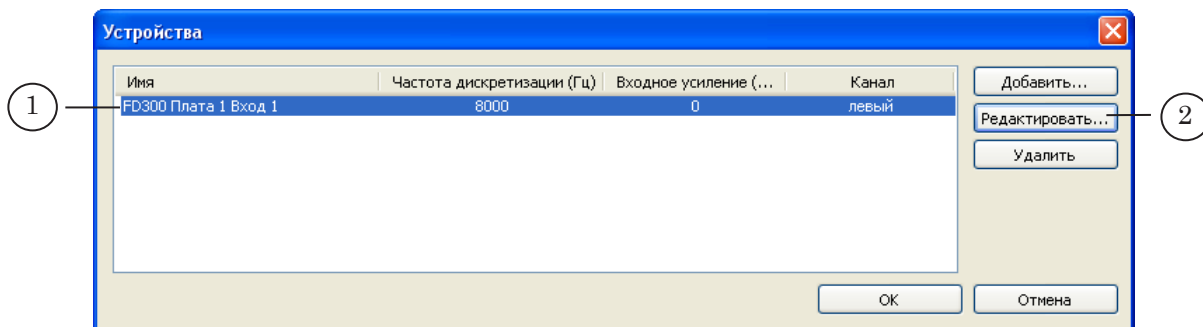 Устройства
Имя Частота дискретизации (Гц) Входное усиление (... Канал
FD300 Плата 1 Вход 1 8000 0 левый
Добавить...
Редактировать...
Удалить
OK Отмена
1
2